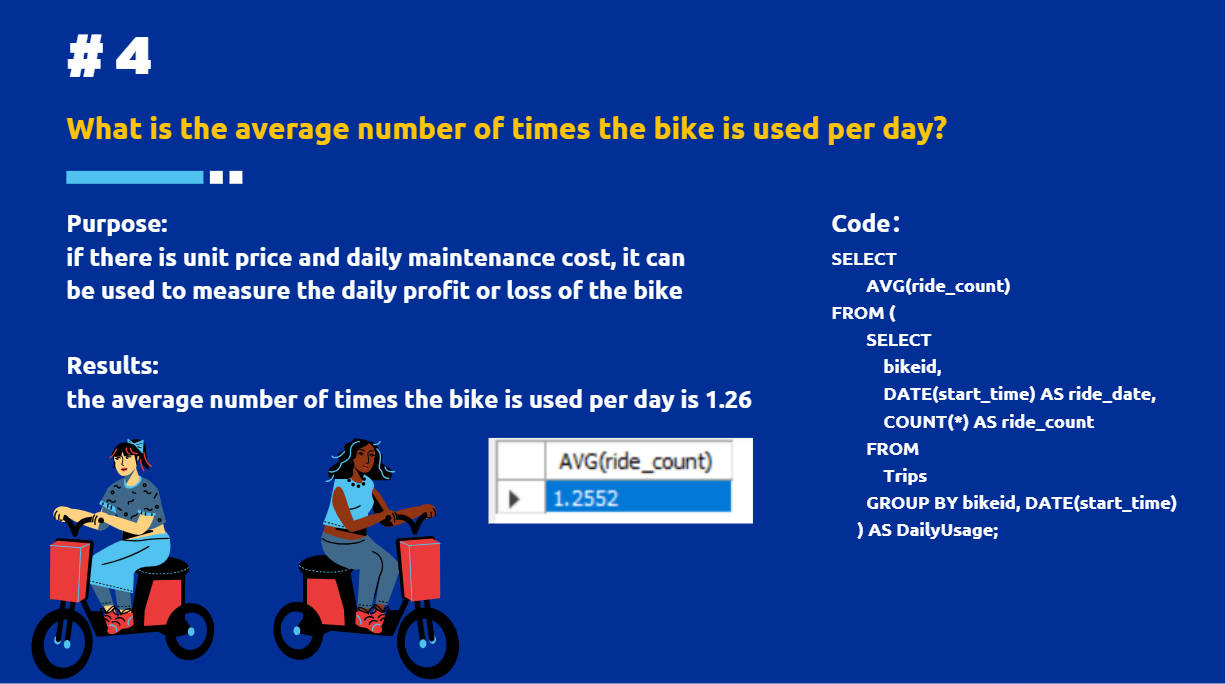 # 4
What is the average number of times the bike is used per day?
Purpose:
if there is unit price and daily maintenance cost, it can
be used to measure the daily profit or loss of the bike
Results:
the average number of times the bike is used per day is 1.26
AVG(ride_count)
1.2552
Code：
SELECT
AVG(ride_count)
FROM (
SELECT
bikeid,
DATE(start_time) AS ride_date,
COUNT(*) AS ride_count
FROM
Trips
GROUP BY bikeid, DATE(start_time)
) AS DailyUsage;